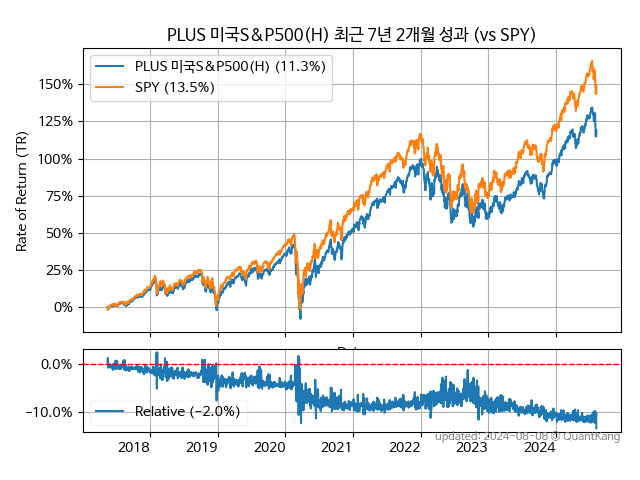 PLUS 미국S&P500(H) 최근 7년 2개월 성과 (vs SPY)
PLUS 미국S&P500(H) (11.3%)
SPY (13.5%)
Rate of Return (TR)
150%
125%
100%
75%
50%
25%
0%
0.0%
−10.0%
Relative (−2.0%)
2018 2019 2020 2021 2022 2023 2024
updated: 2024-08-08 © QuantKang